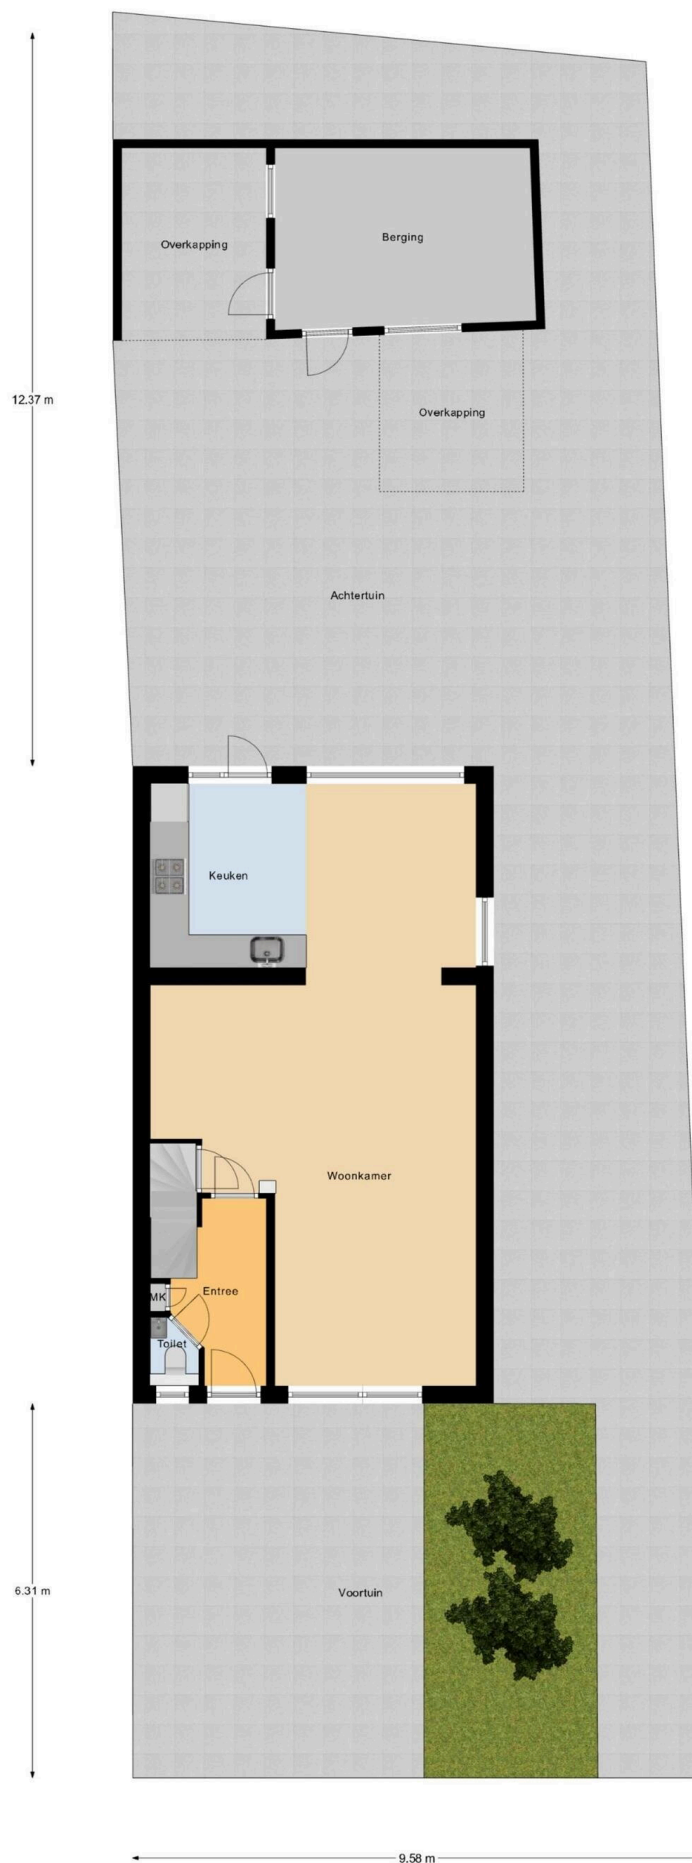 Overkapping
Berging
12.37 m
Overkapping
Achtertuin
Keuken
Woonkamer
Entree
MK
Toilet
6.31 m
Voortuin
9.58 m